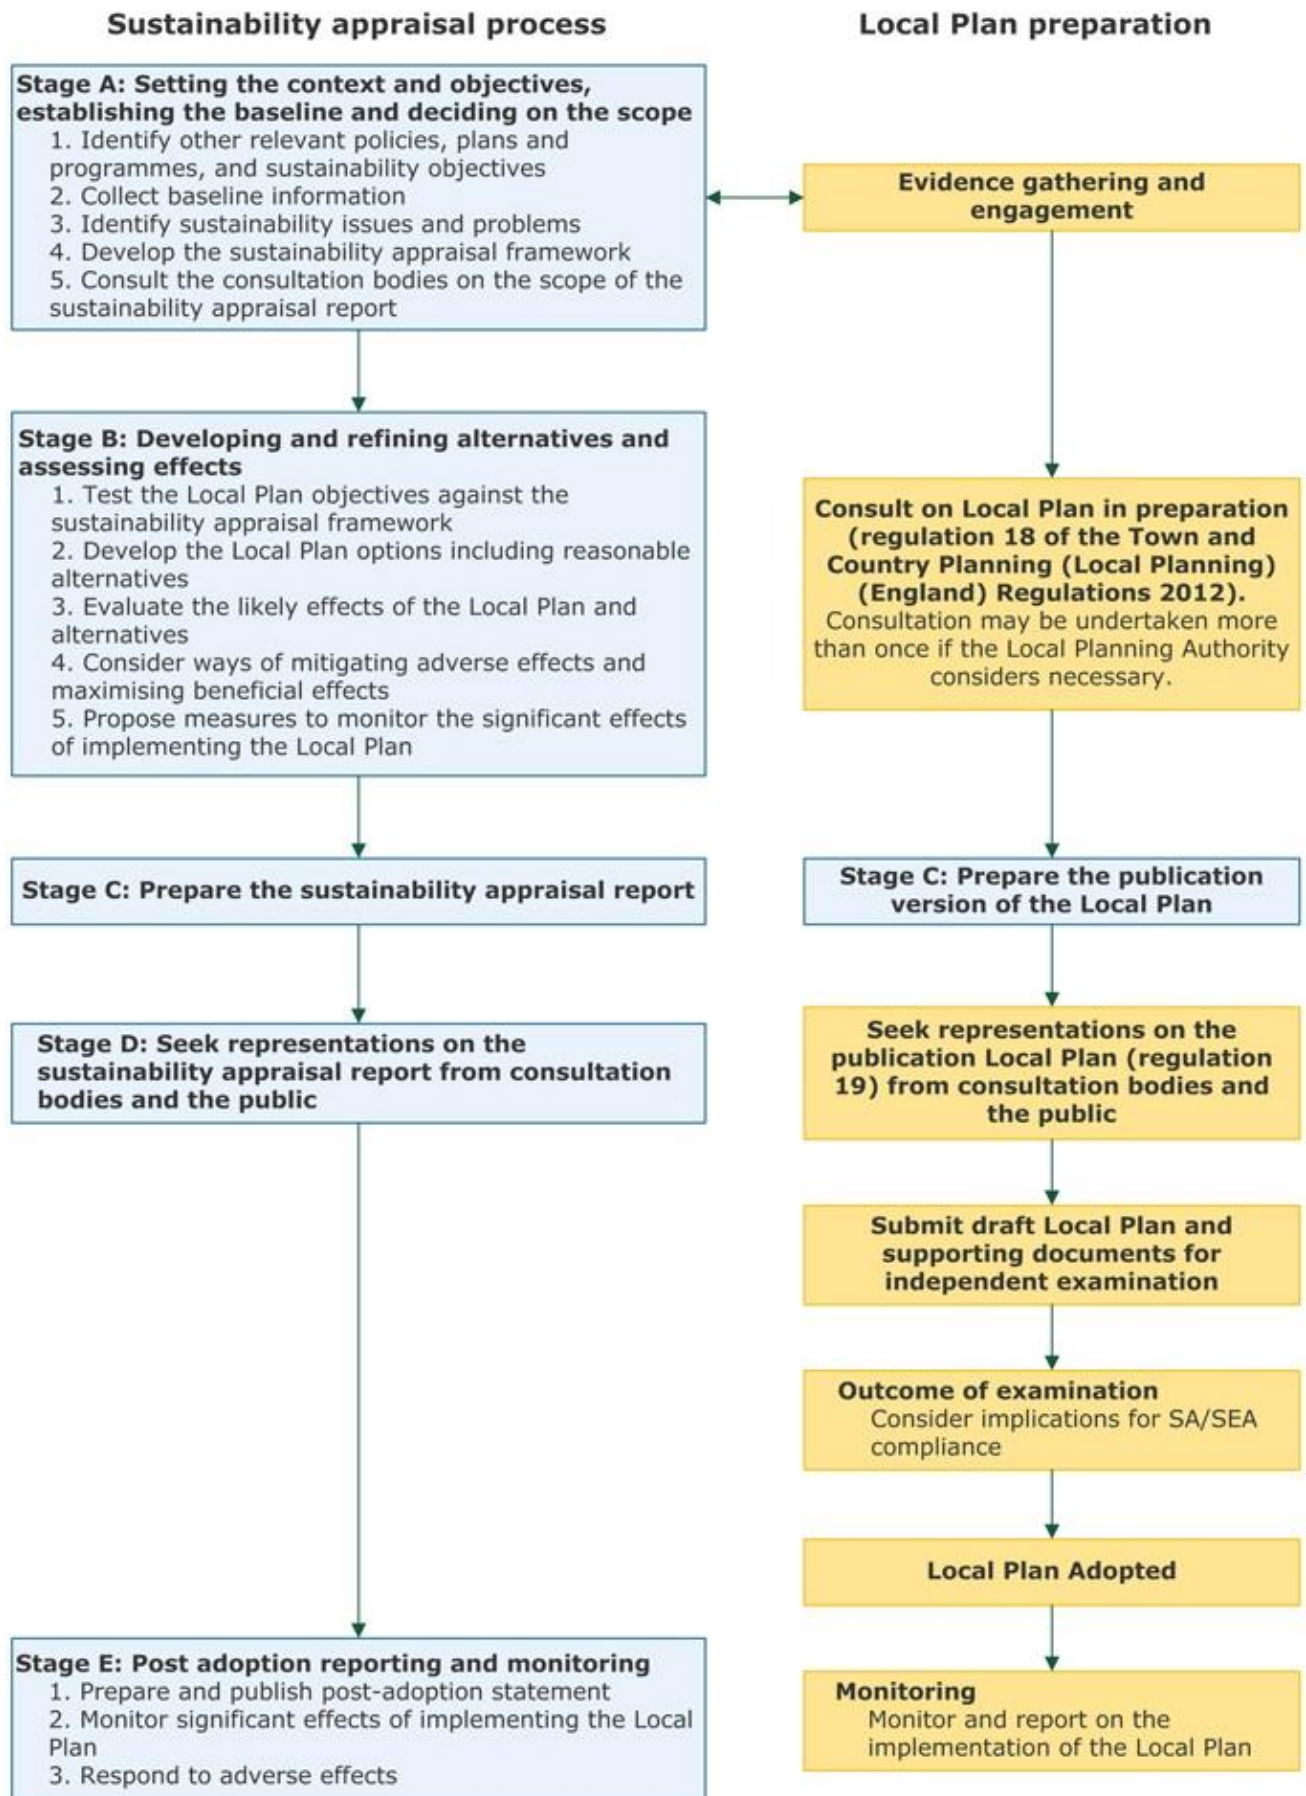 Sustainability appraisal process
Local Plan preparation
Stage A: Setting the context and objectives,
establishing the baseline and deciding on the scope
1. Identify other relevant policies, plans and
programmes, and sustainability objectives
2. Collect baseline information
3. Identify sustainability issues and problems
4. Develop the sustainability appraisal framework
5. Consult the consultation bodies on the scope of the
sustainability appraisal report
Evidence gathering and
engagement
Stage B: Developing and refining alternatives and
assessing effects
1. Test the Local Plan objectives against the
sustainability appraisal framework
2. Develop the Local Plan options including reasonable
alternatives
3. Evaluate the likely effects of the Local Plan and
alternatives
4. Consider ways of mitigating adverse effects and
maximising beneficial effects
5. Propose measures to monitor the significant effects
of implementing the Local Plan
Consult on Local Plan in preparation
(regulation 18 of the Town and
Country Planning (Local Planning)
(England) Regulations 2012).
Consultation may be undertaken more
than once if the Local Planning Authority
considers necessary.
Stage C: Prepare the sustainability appraisal report
Stage C: Prepare the publication
version of the Local Plan
Stage D: Seek representations on the
sustainability appraisal report from consultation
bodies and the public
Seek representations on the
publication Local Plan (regulation
19) from consultation bodies and
the public
Submit draft Local Plan and
supporting documents for
independent examination
Outcome of examination
Consider implications for SA/SEA
compliance
Local Plan Adopted
Stage E: Post adoption reporting and monitoring
1. Prepare and publish post-adoption statement
2. Monitor significant effects of implementing the Local
Plan
3. Respond to adverse effects
Monitoring
Monitor and report on the
implementation of the Local Plan